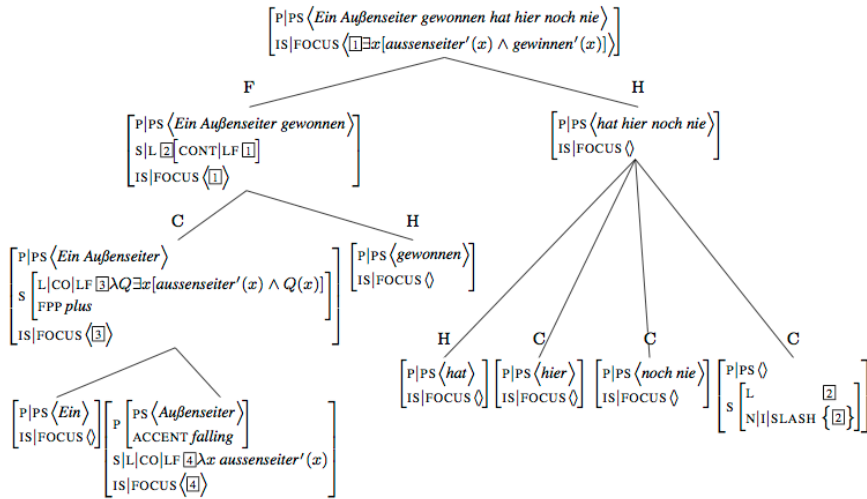 P|PS ⟨Ein Außenseiter gewonnen hat hier noch nie⟩
IS|FOCUS ⟨[1]∃x[aussenseiter′(x) ∧ gewinnen′(x)]⟩
F
H
P|PS ⟨Ein Außenseiter gewonnen⟩
S|L [2][CONT|LF [1]]
IS|FOCUS ⟨[1]⟩
P|PS ⟨hat hier noch nie⟩
IS|FOCUS ⟨⟩
C
H
P|PS ⟨Ein Außenseiter⟩
S [L|CO|LF [3]λQ∃x[aussenseiter′(x) ∧ Q(x)]
FPP plus]
IS|FOCUS ⟨[3]⟩
P|PS ⟨gewonnen⟩
IS|FOCUS ⟨⟩
H
C
C
C
P|PS ⟨Ein⟩
IS|FOCUS ⟨⟩
P [PS ⟨Außenseiter⟩
ACCENT falling]
S|L|CO|LF [4]λx aussenseiter′(x)
IS|FOCUS ⟨[4]⟩
P|PS ⟨hat⟩
IS|FOCUS ⟨⟩
P|PS ⟨hier⟩
IS|FOCUS ⟨⟩
P|PS ⟨noch nie⟩
IS|FOCUS ⟨⟩
P|PS ⟨⟩
S [L [2]
N|I|SLASH {[2]}]